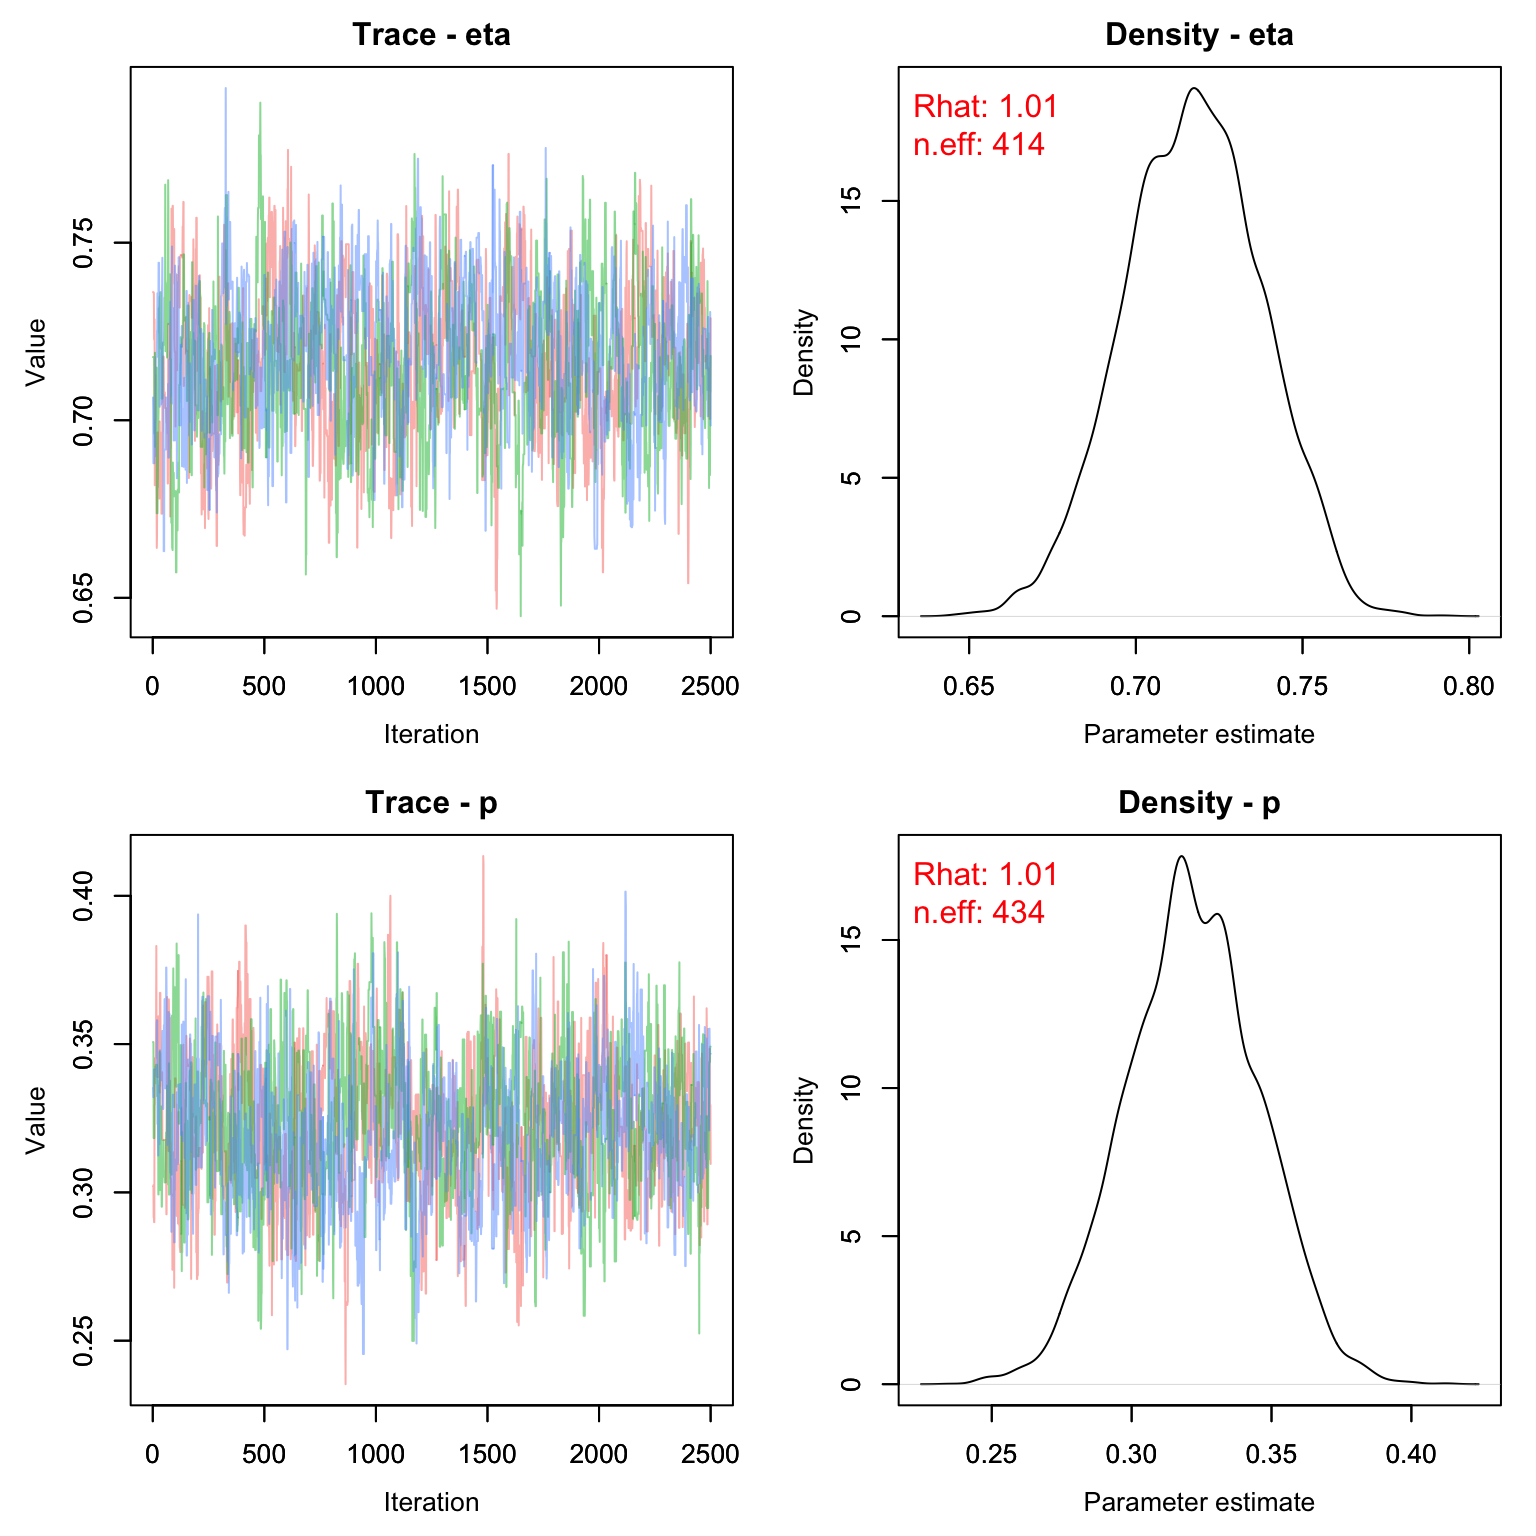 Trace - eta
Value
0.65
0.70
0.75
0
500
1000
1500
2000
2500
Iteration
Density - eta
Rhat: 1.01
n.eff: 414
Density
0
5
10
15
0.65
0.70
0.75
0.80
Parameter estimate
Trace - p
Value
0.25
0.30
0.35
0.40
0
500
1000
1500
2000
2500
Iteration
Density - p
Rhat: 1.01
n.eff: 434
Density
0
5
10
15
0.25
0.30
0.35
0.40
Parameter estimate